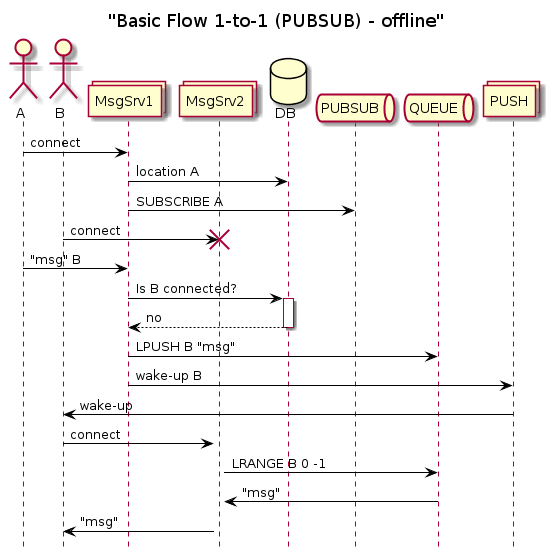 "Basic Flow 1-to-1 (PUBSUB) - offline"
A
B
MsgSrv1
MsgSrv2
DB
PUBSUB
QUEUE
PUSH
connect
location A
SUBSCRIBE A
connect
"msg" B
Is B connected?
no
LPUSH B "msg"
wake-up B
wake-up
connect
LRANGE B 0 -1
"msg"
"msg"